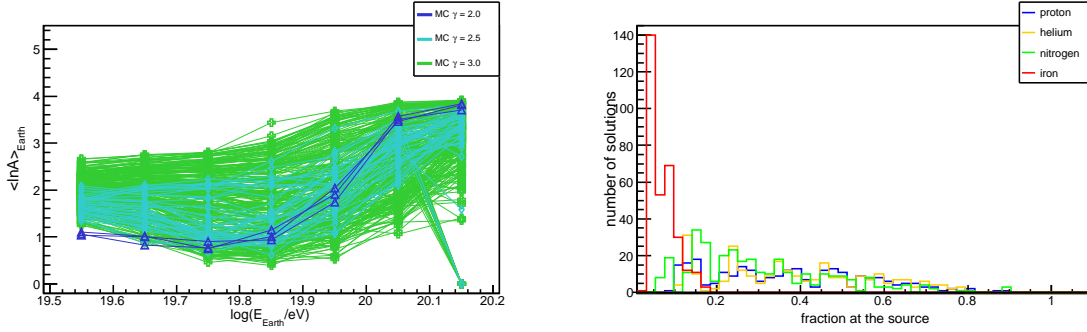 MC γ = 2.0
MC γ = 2.5
MC γ = 3.0
<lnA>Earth
5
4
3
2
1
0
19.5 19.6 19.7 19.8 19.9 20 20.1 20.2
log(E_Earth/eV)
proton
helium
nitrogen
iron
number of solutions
140
120
100
80
60
40
20
0
0.2 0.4 0.6 0.8 1
fraction at the source